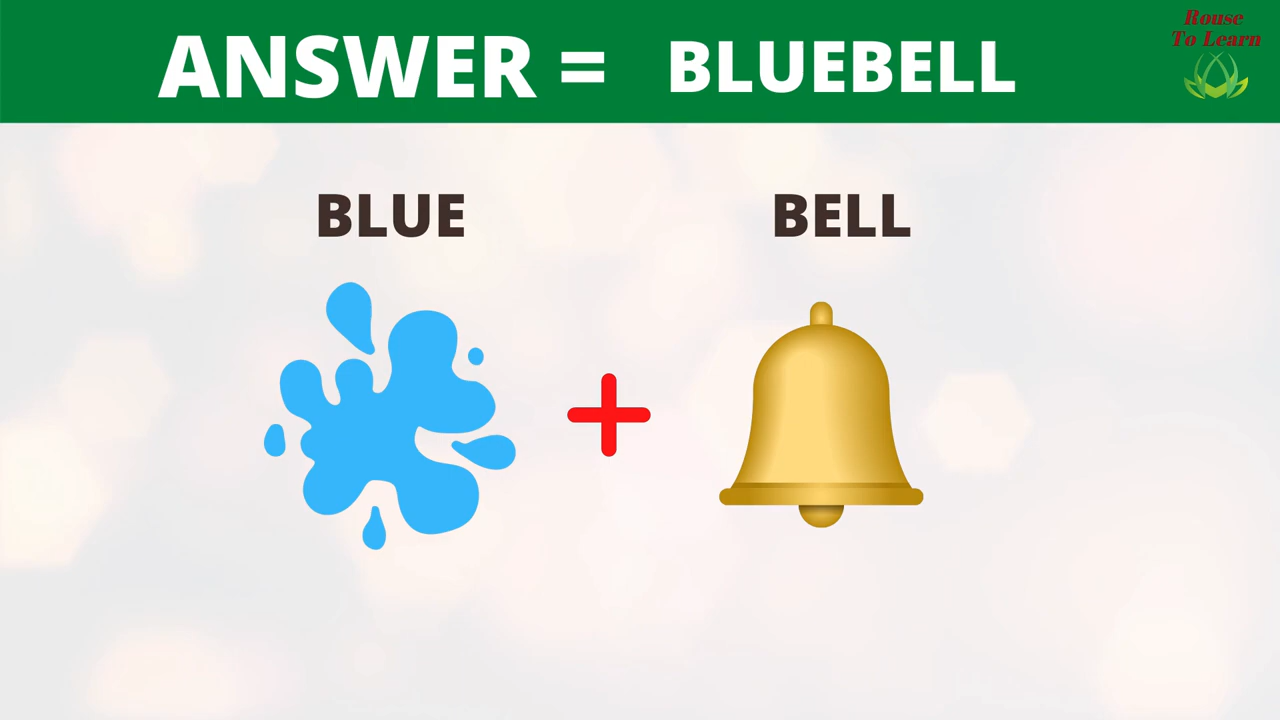 ANSWER = BLUEBELL
Rouse
To Learn
BLUE
BELL